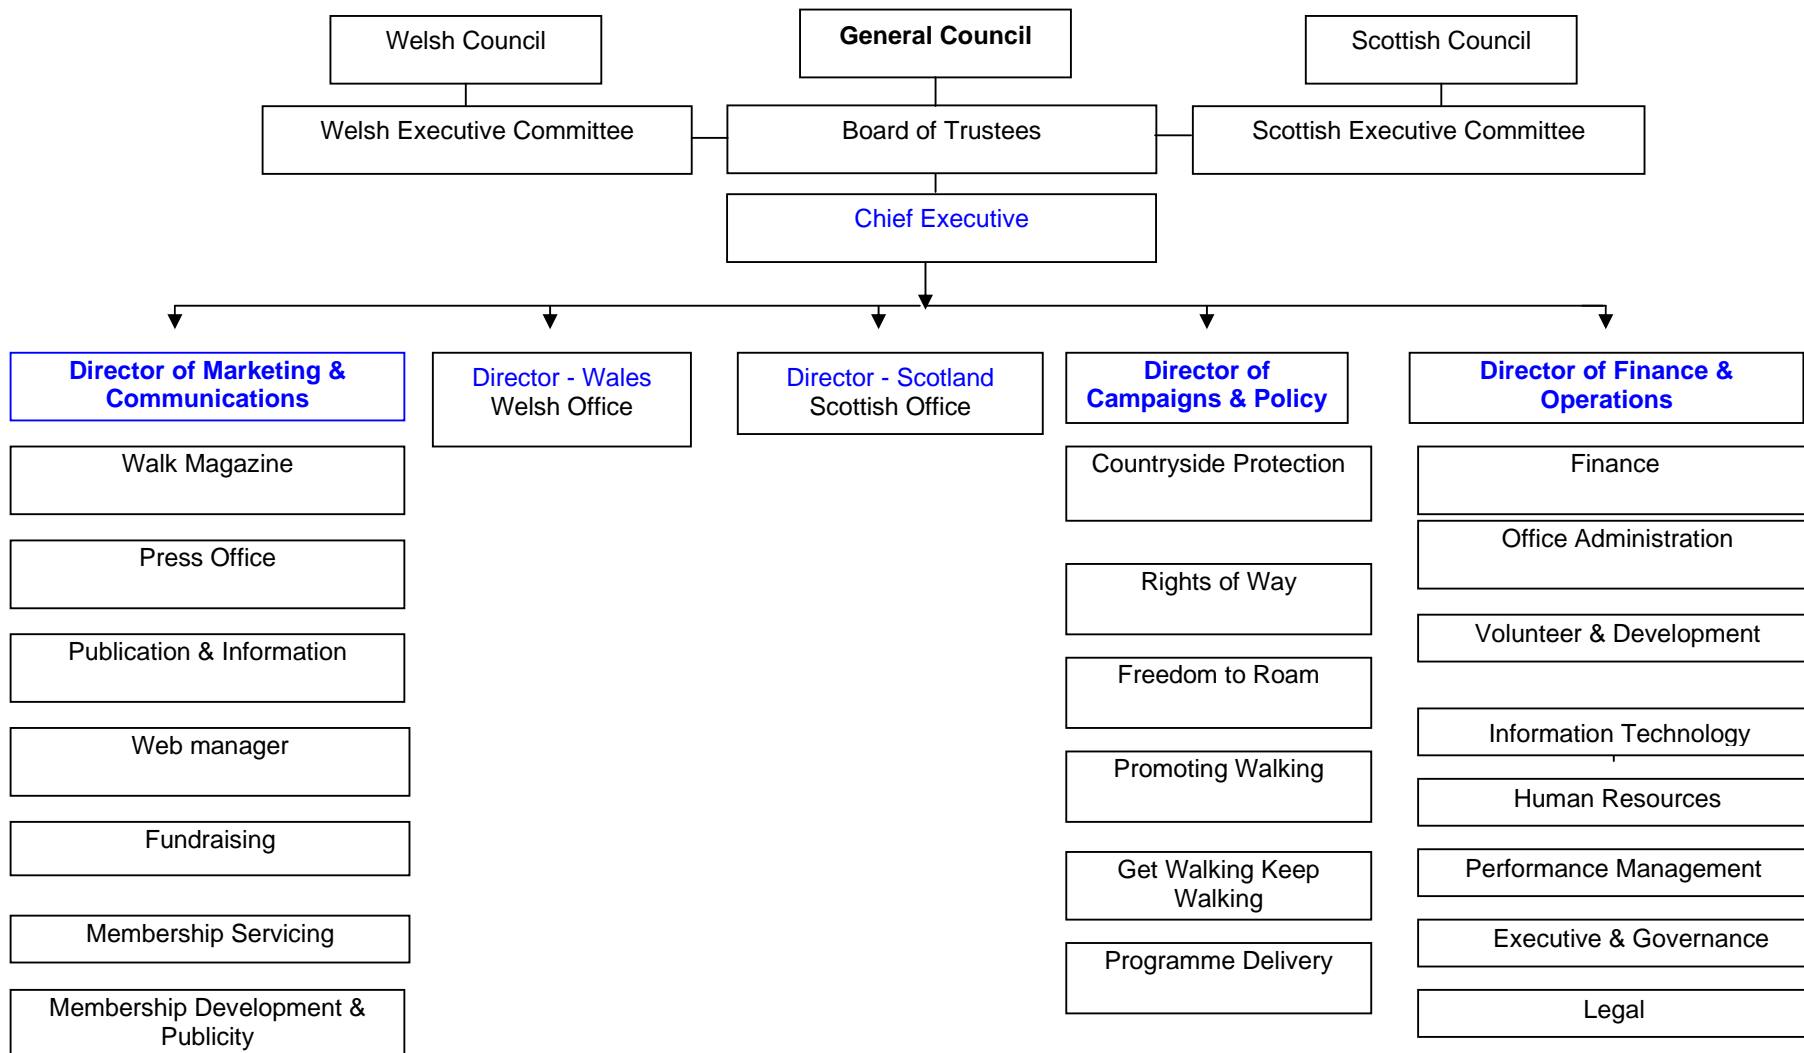 Welsh Council
General Council
Scottish Council
Welsh Executive Committee
Board of Trustees
Scottish Executive Committee
Chief Executive
Director of Marketing &
Communications
Director - Wales
Welsh Office
Director - Scotland
Scottish Office
Director of
Campaigns & Policy
Director of Finance &
Operations
Walk Magazine
Press Office
Publication & Information
Web manager
Fundraising
Membership Servicing
Membership Development &
Publicity
Countryside Protection
Rights of Way
Freedom to Roam
Promoting Walking
Get Walking Keep
Walking
Programme Delivery
Finance
Office Administration
Volunteer & Development
Information Technology
Human Resources
Performance Management
Executive & Governance
Legal